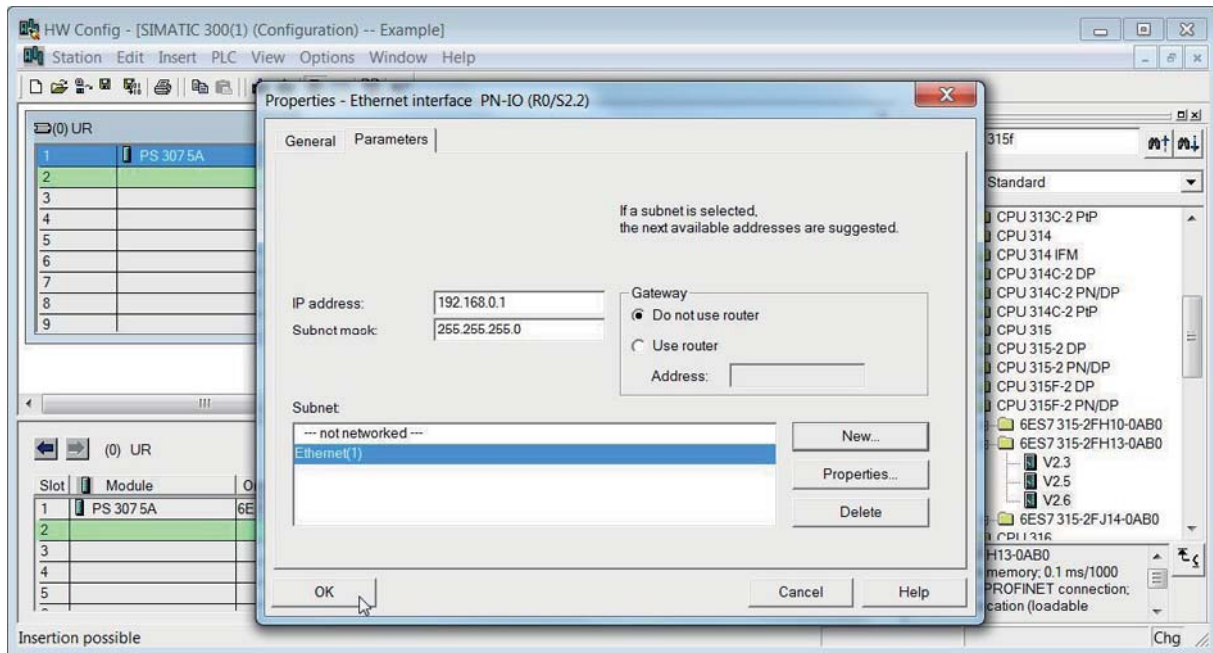 HW Config - [SIMATIC 300(1) (Configuration) -- Example]
Station Edit Insert PLC View Options Window Help
(0) UR
1 PS 307 5A
2
3
4
5
6
7
8
9
Properties - Ethernet interface PN-IO (R0/S2.2)
General Parameters
If a subnet is selected,
the next available addresses are suggested.
IP address: 192.168.0.1
Subnet mask: 255.255.255.0
Gateway
Do not use router
Use router
Address:
Subnet:
--- not networked ---
Ethernet(1)
New...
Properties...
Delete
OK Cancel Help
315f
Standard
CPU 313C-2 PtP
CPU 314
CPU 314 IFM
CPU 314C-2 DP
CPU 314C-2 PN/DP
CPU 314C-2 PtP
CPU 315
CPU 315-2 DP
CPU 315-2 PN/DP
CPU 315F-2 DP
CPU 315F-2 PN/DP
6ES7 315-2FH10-0AB0
6ES7 315-2FH13-0AB0
V2.3
V2.5
V2.6
6ES7 315-2FJ14-0AB0
CPU 316
H13-0AB0
memory; 0.1 ms/1000
PROFINET connection;
cation (loadable
(0) UR
Slot Module O
1 PS 307 5A 6E
2
3
4
5
Insertion possible
Chg